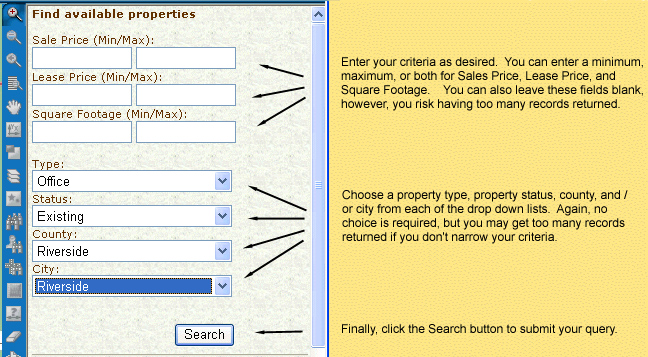 Find available properties
Sale Price (Min/Max):
Lease Price (Min/Max):
Square Footage (Min/Max):
Type:
Office
Status:
Existing
County:
Riverside
City:
Riverside
Search
Enter your criteria as desired.  You can enter a minimum,
maximum, or both for Sales Price, Lease Price, and
Square Footage.    You can also leave these fields blank,
however, you risk having too many records returned.
Choose a property type, property status, county, and /
or city from each of the drop down lists.  Again, no
choice is required, but you may get too many records
returned if you don't narrow your criteria.
Finally, click the Search button to submit your query.